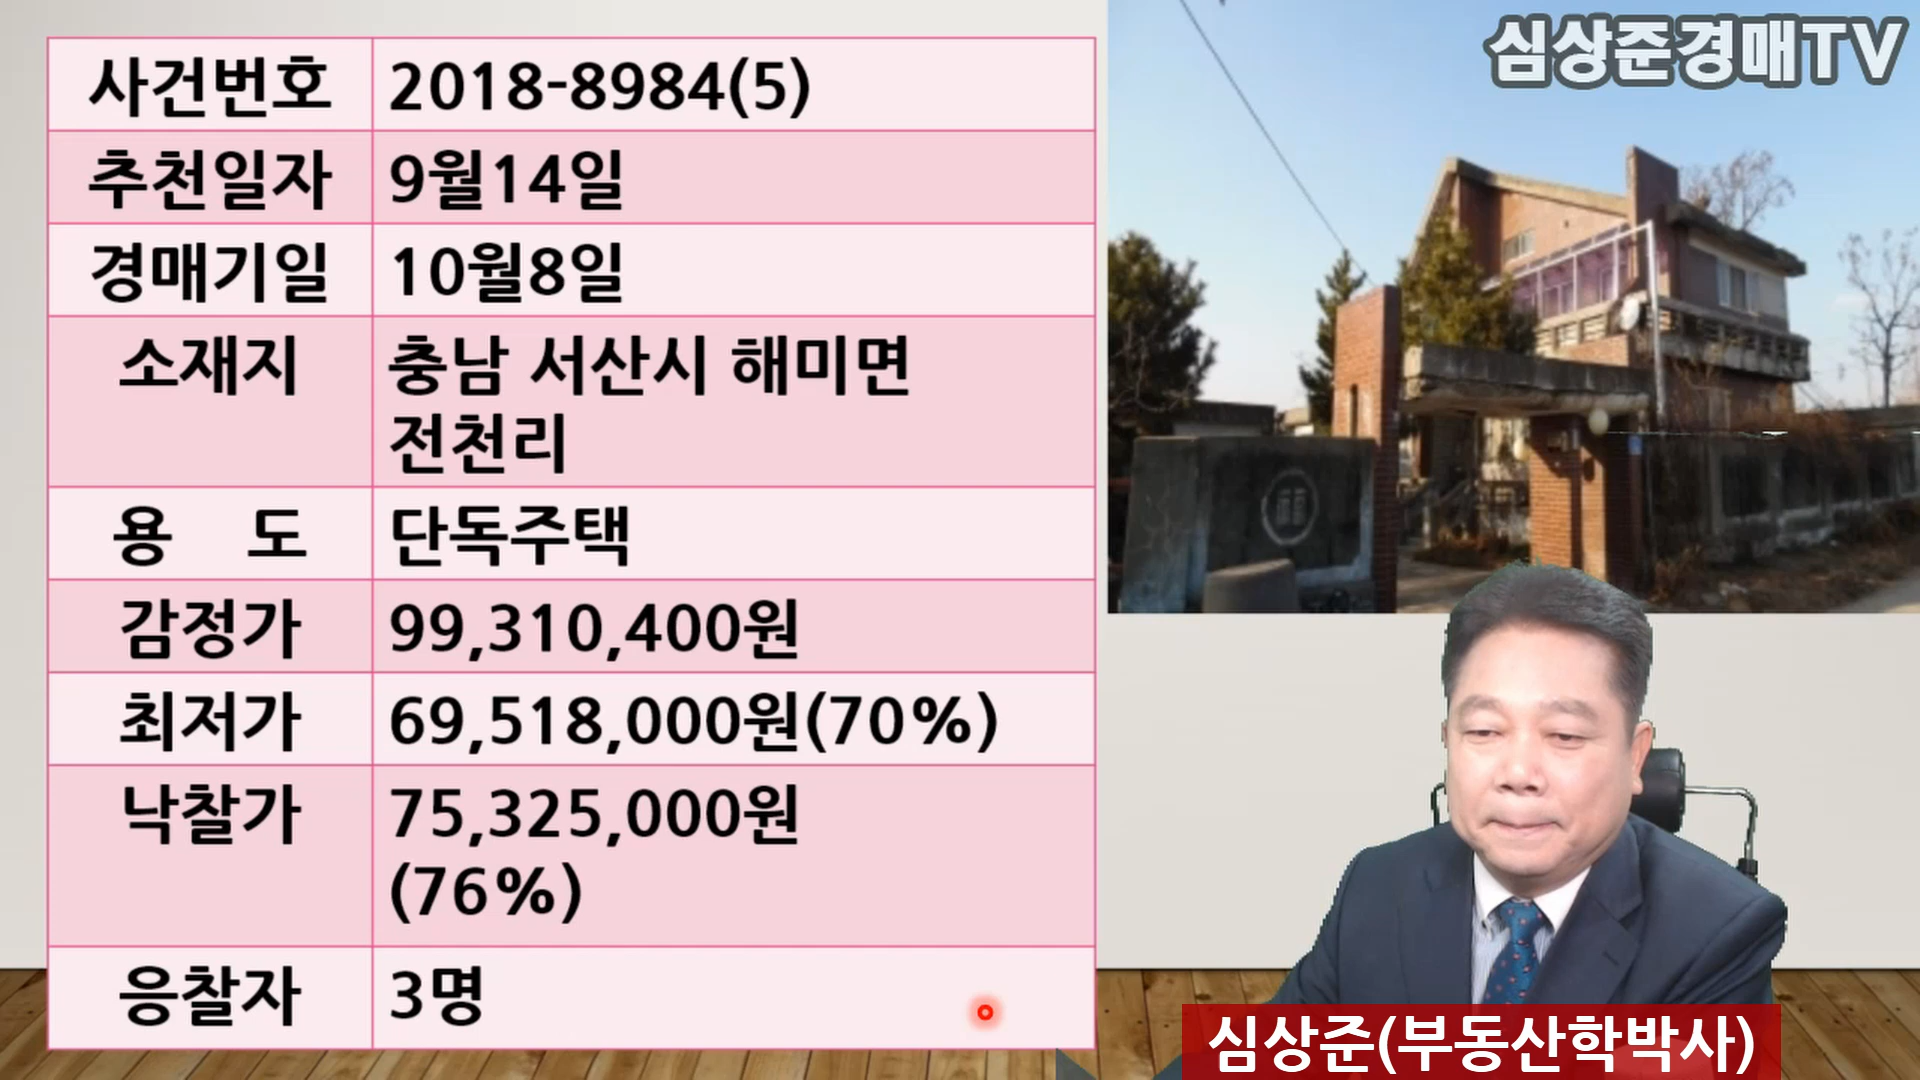 심상준경매TV
사건번호 2018-8984(5)
추천일자 9월14일
경매기일 10월8일
소재지 충남 서산시 해미면
전천리
용 도 단독주택
감정가 99,310,400원
최저가 69,518,000원(70%)
낙찰가 75,325,000원
(76%)
응찰자 3명
심상준(부동산학박사)